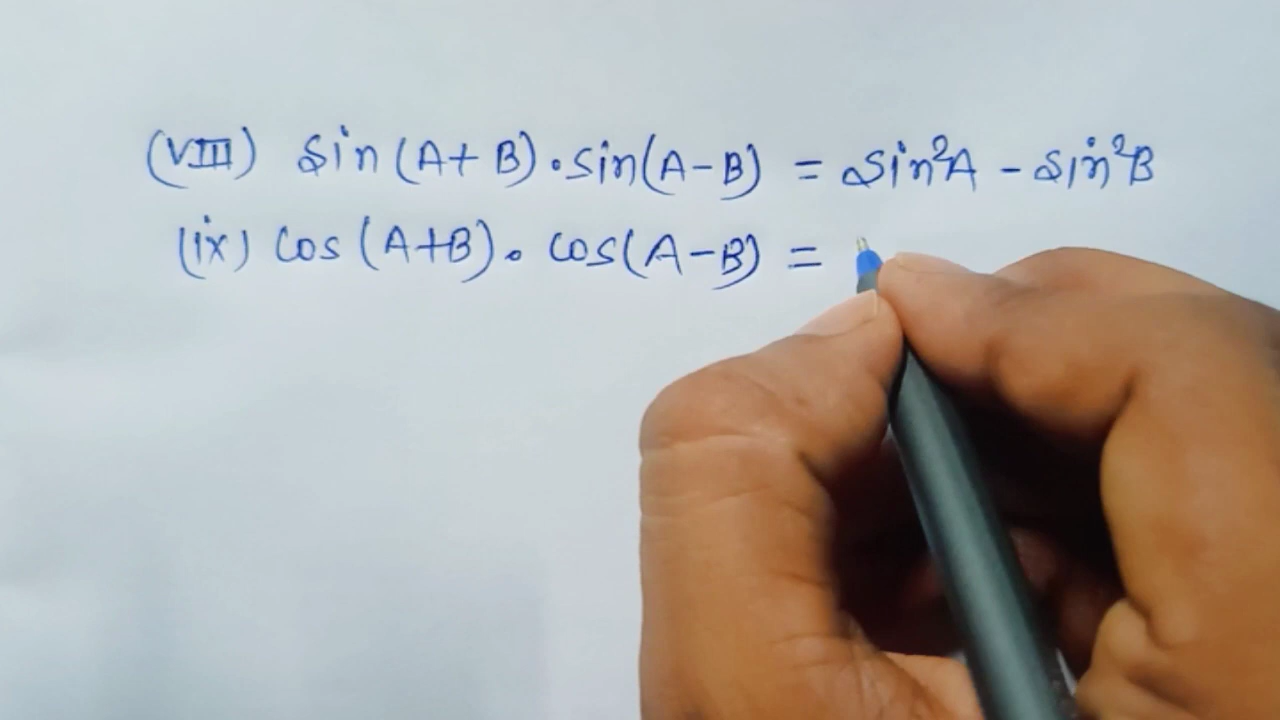 (VIII) Sin(A+B)•Sin(A-B) = Sin²A - Sin²B
(ix) Cos(A+B)• Cos(A-B) =